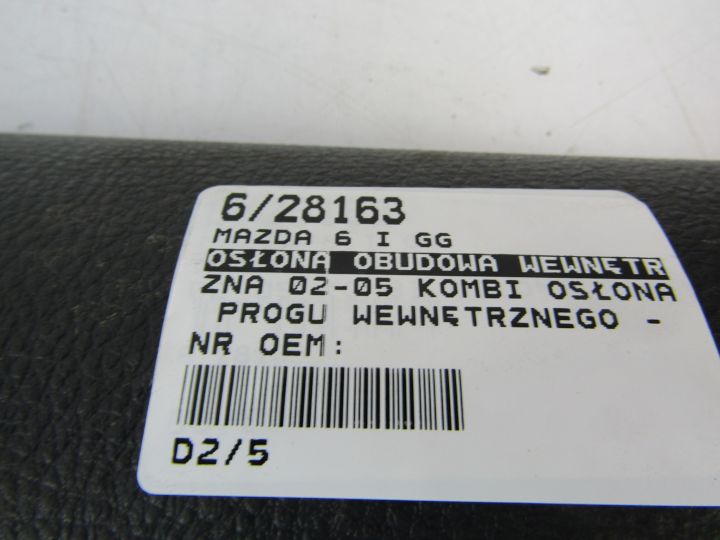 6/28163
MAZDA 6 I GG
OSŁONA OBUDOWA WEWNĘTR
ZNA 02-05 KOMBI OSŁONA
PROGU WEWNĘTRZNEGO -
NR OEM:
D2/5